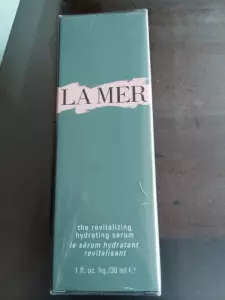 LA MER
the revitalizing
hydrating serum
le sérum hydratant
revitalisant
1 fl. oz. liq./30 ml ℮